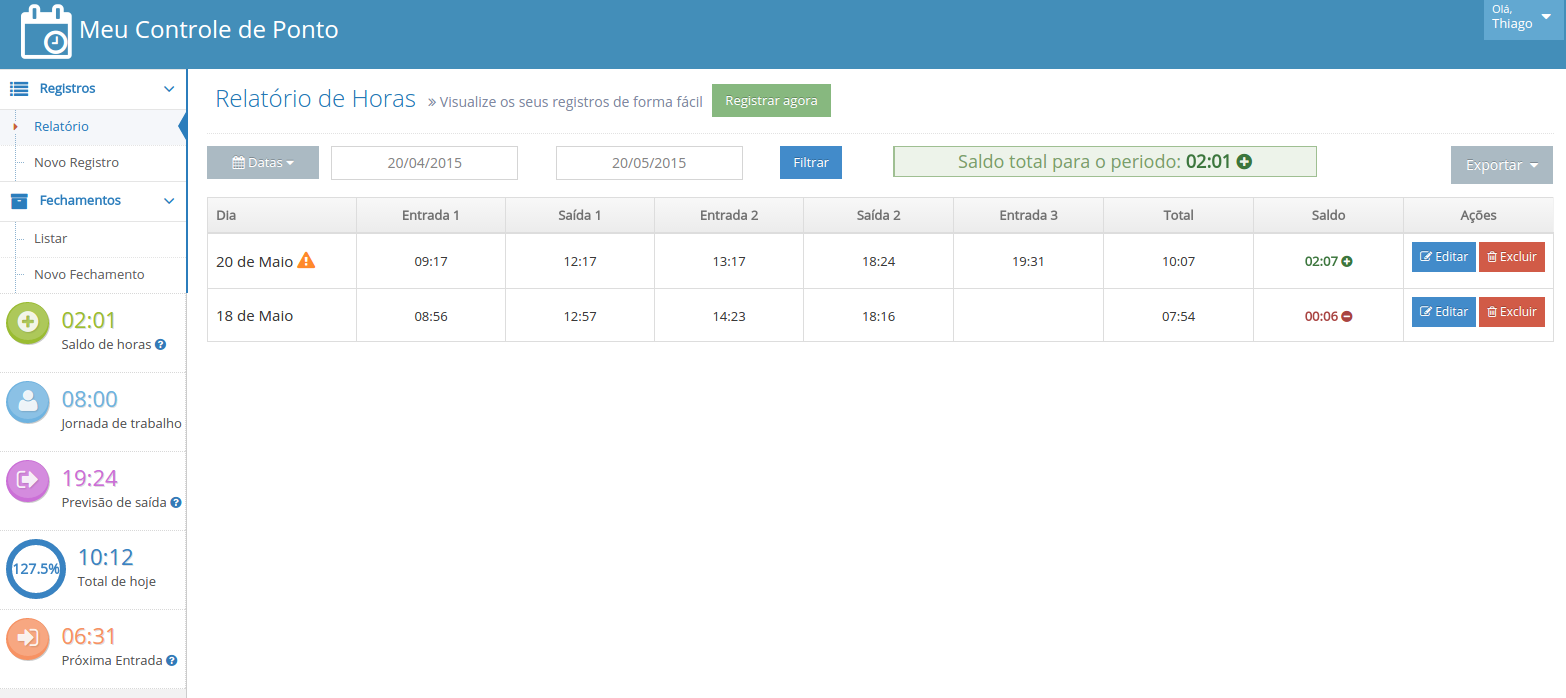 Meu Controle de Ponto
Olá,
Thiago
Registros
Relatório
Novo Registro
Fechamentos
Listar
Novo Fechamento
02:01
Saldo de horas
08:00
Jornada de trabalho
19:24
Previsão de saída
127.5%
10:12
Total de hoje
06:31
Próxima Entrada
Relatório de Horas » Visualize os seus registros de forma fácil Registrar agora
Datas 20/04/2015 20/05/2015 Filtrar Saldo total para o periodo: 02:01 Exportar
Dia Entrada 1 Saída 1 Entrada 2 Saída 2 Entrada 3 Total Saldo Ações
20 de Maio 09:17 12:17 13:17 18:24 19:31 10:07 02:07 Editar Excluir
18 de Maio 08:56 12:57 14:23 18:16 07:54 00:06 Editar Excluir